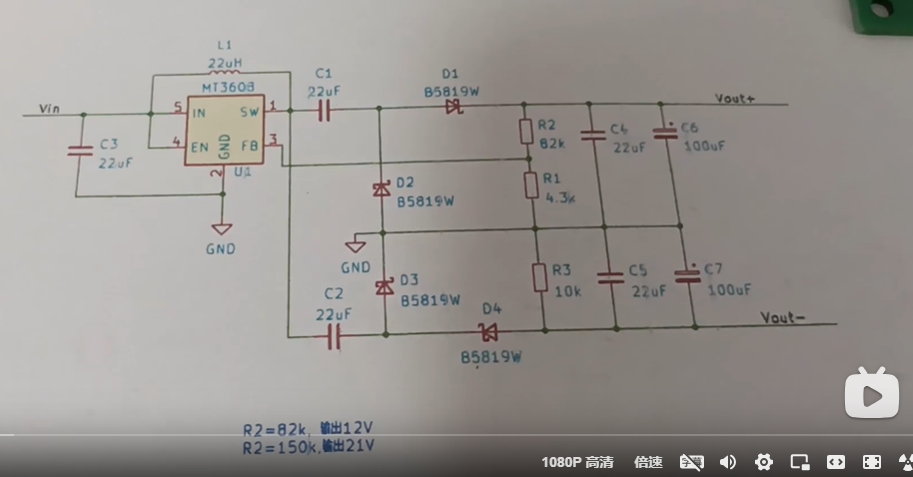 L1
22uH
MT3608
Vin
5
IN
SW
1
4
EN
GND
FB
3
2
U1
C3
22uF
GND
C1
22uF
D1
B5819W
Vout+
R2
82k
C4
22uF
C6
100uF
D2
B5819W
R1
4.3k
GND
D3
B5819W
R3
10k
C5
22uF
C7
100uF
C2
22uF
D4
B5819W
Vout-
R2=82k, 输出12V
R2=150k,输出21V
1080P 高清
倍速